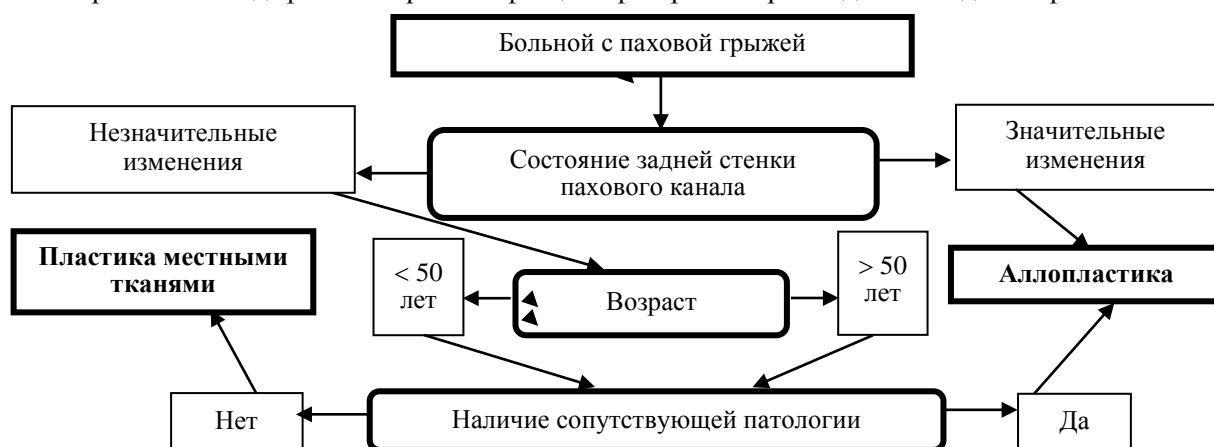 Больной с паховой грыжей
Незначительные
изменения
Состояние задней стенки
пахового канала
Значительные
изменения
Пластика местными
тканями
< 50
лет
Возраст
> 50
лет
Аллопластика
Нет
Наличие сопутствующей патологии
Да